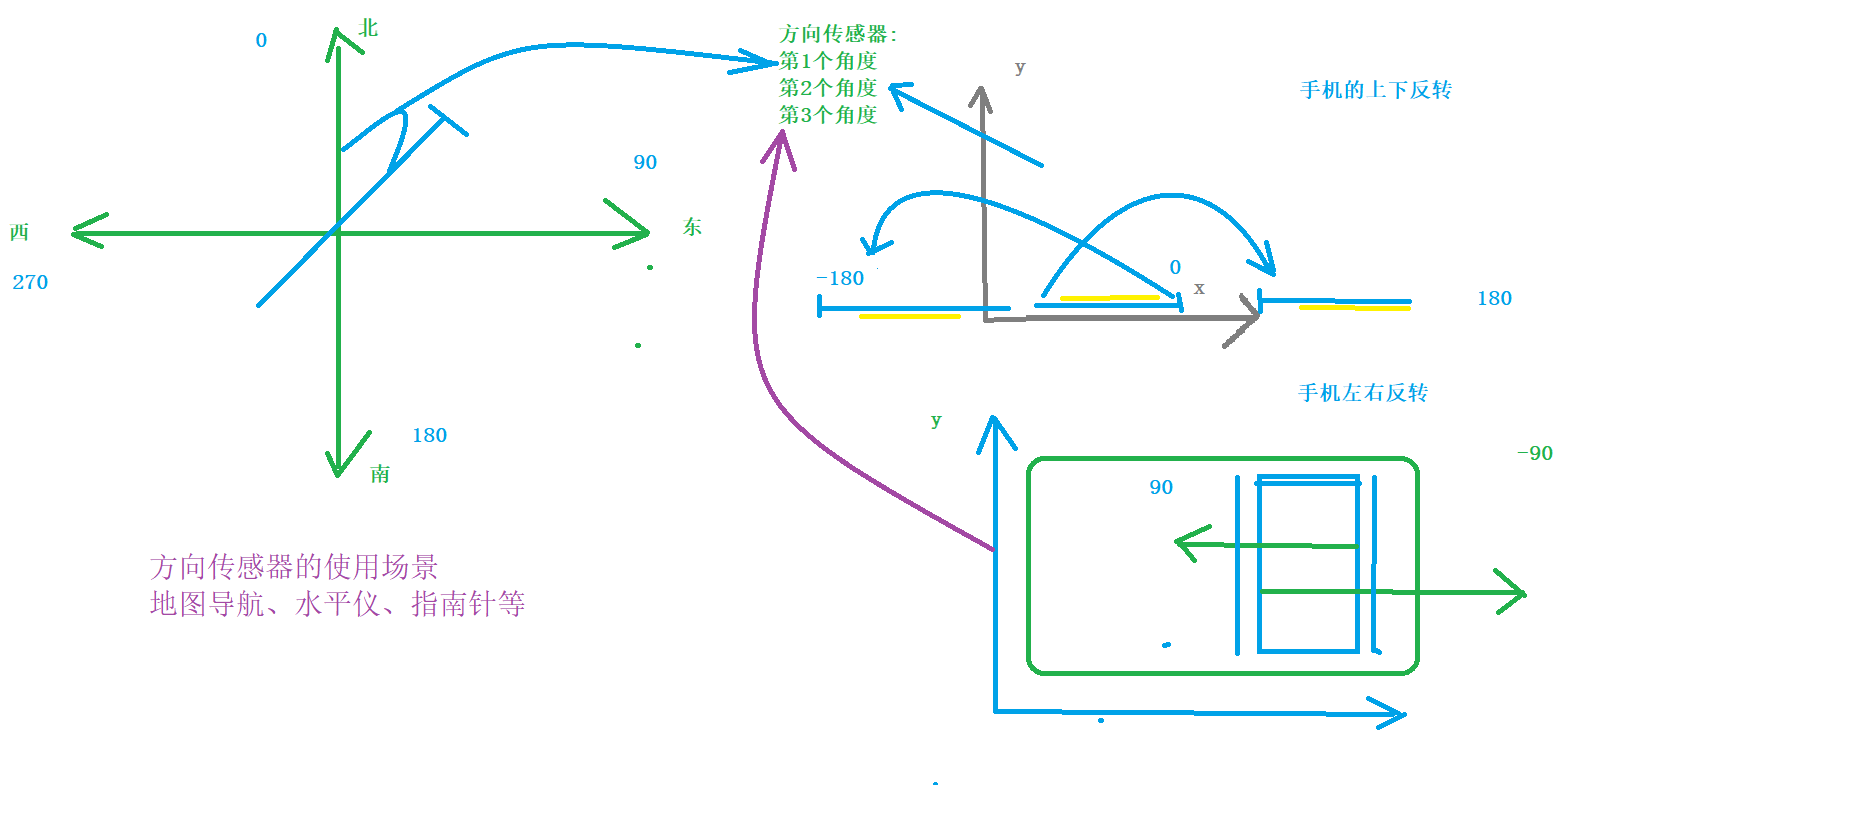 北
0
90
西
东
270
180
南
方向传感器的使用场景
地图导航、水平仪、指南针等
方向传感器:
第1个角度
第2个角度
第3个角度
y
手机的上下反转
-180
0
x
180
手机左右反转
y
90
-90